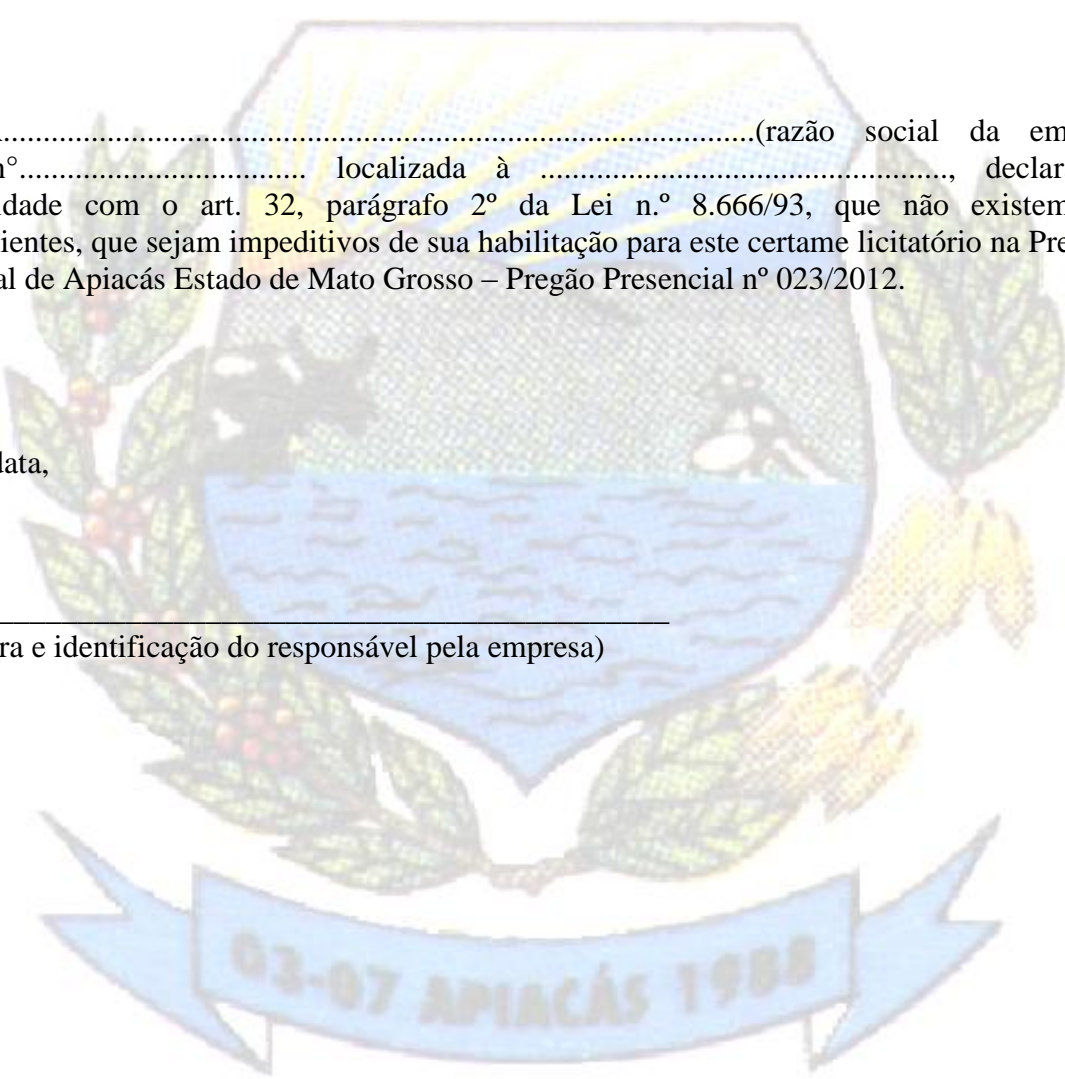 ...............................................................................................(razão social da em
n°.................................... localizada à ..................................................., declar
idade com o art. 32, parágrafo 2º da Lei n.º 8.666/93, que não existem
ientes, que sejam impeditivos de sua habilitação para este certame licitatório na Pre
al de Apiacás Estado de Mato Grosso – Pregão Presencial nº 023/2012.
data,
___________________________________________
ra e identificação do responsável pela empresa)
03-07 APIACÁS 1988